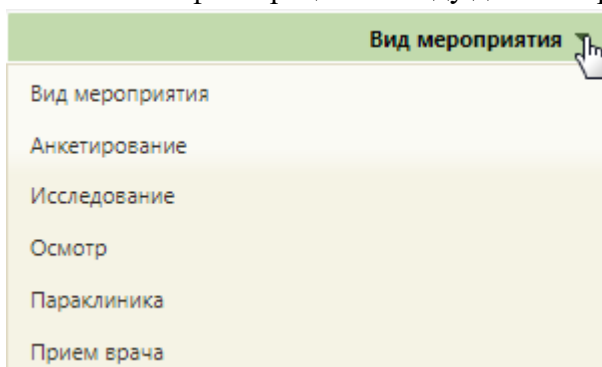 Вид мероприятия
Вид мероприятия
Анкетирование
Исследование
Осмотр
Параклиника
Прием врача